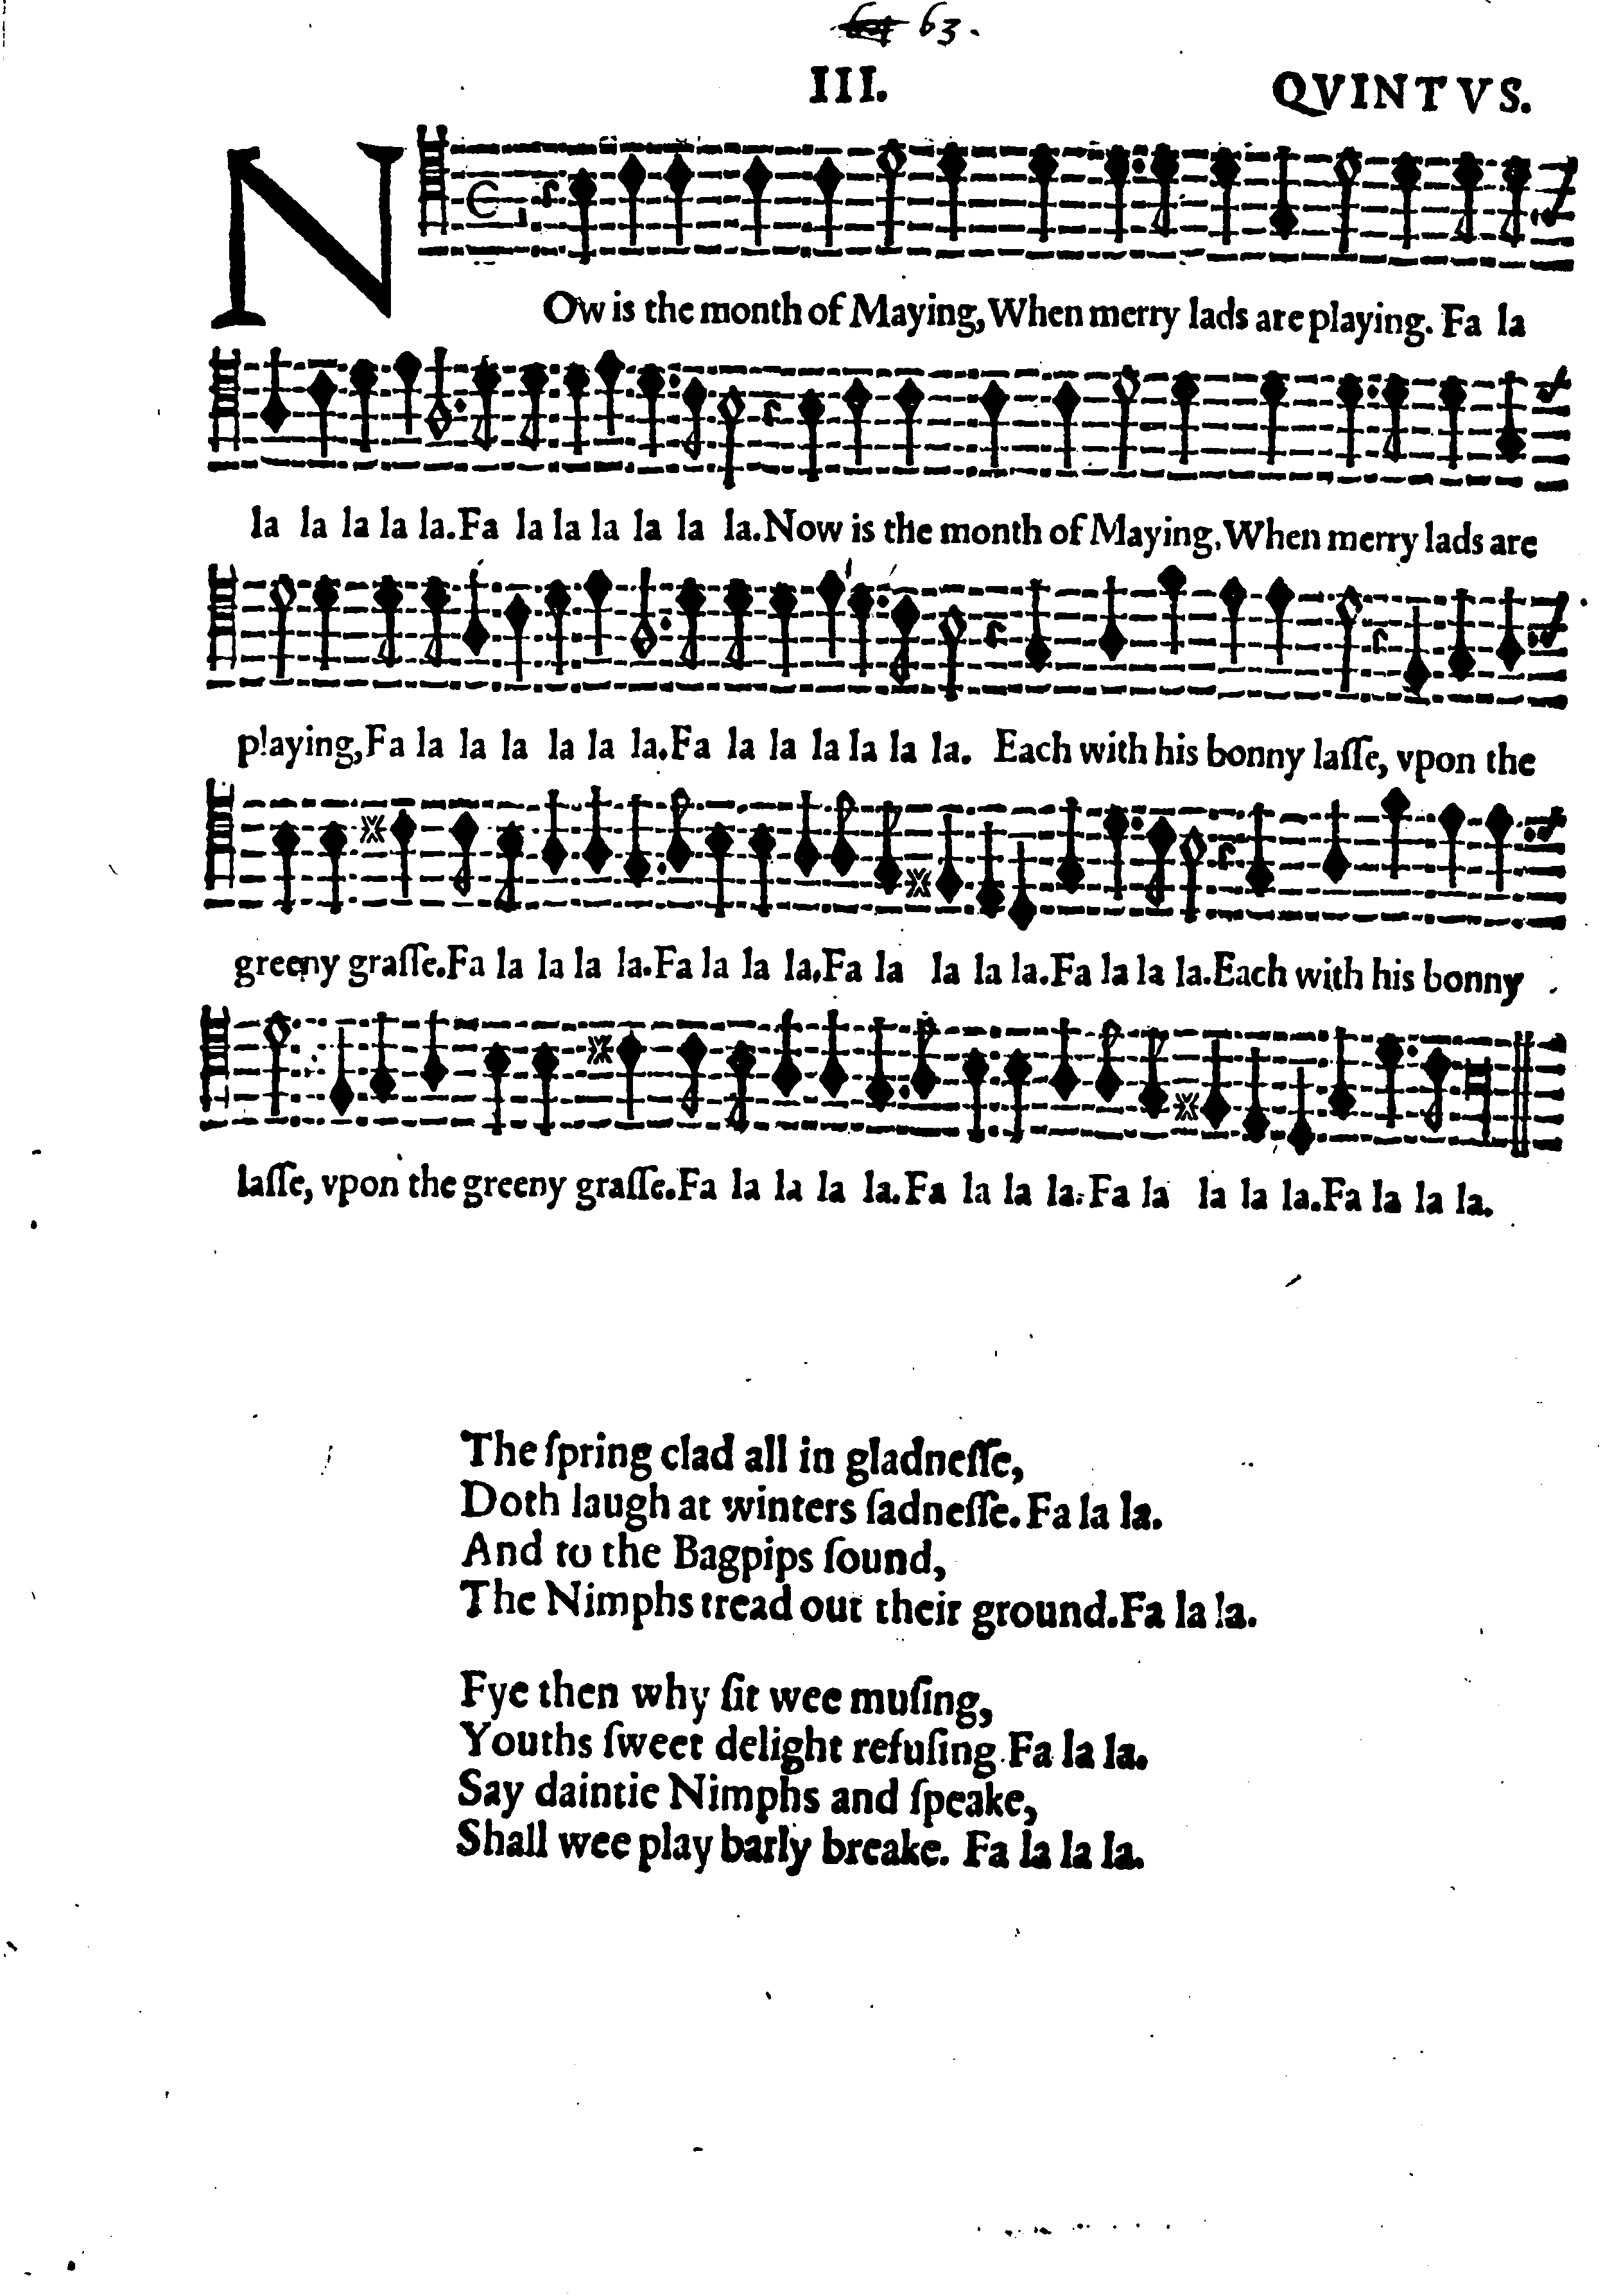 64 63.
III. QVINTVS.
NOw is the month of Maying, When merry lads are playing. Fa la
la la la la la. Fa la la la la la la. Now is the month of Maying, When merry lads are
playing, Fa la la la la la la. Fa la la la la la la. Each with his bonny laſſe, vpon the
greeny graſſe. Fa la la la la. Fa la la la. Fa la la la la. Fa la la la. Each with his bonny
laſſe, vpon the greeny graſſe. Fa la la la la. Fa la la la. Fa la la la la. Fa la la la.
The ſpring clad all in gladneſſe,
Doth laugh at winters ſadneſſe. Fa la la.
And to the Bagpips ſound,
The Nimphs tread out their ground. Fa la la.
Fye then why ſit wee muſing,
Youths ſweet delight refuſing. Fa la la.
Say daintie Nimphs and ſpeake,
Shall wee play barly breake. Fa la la la.